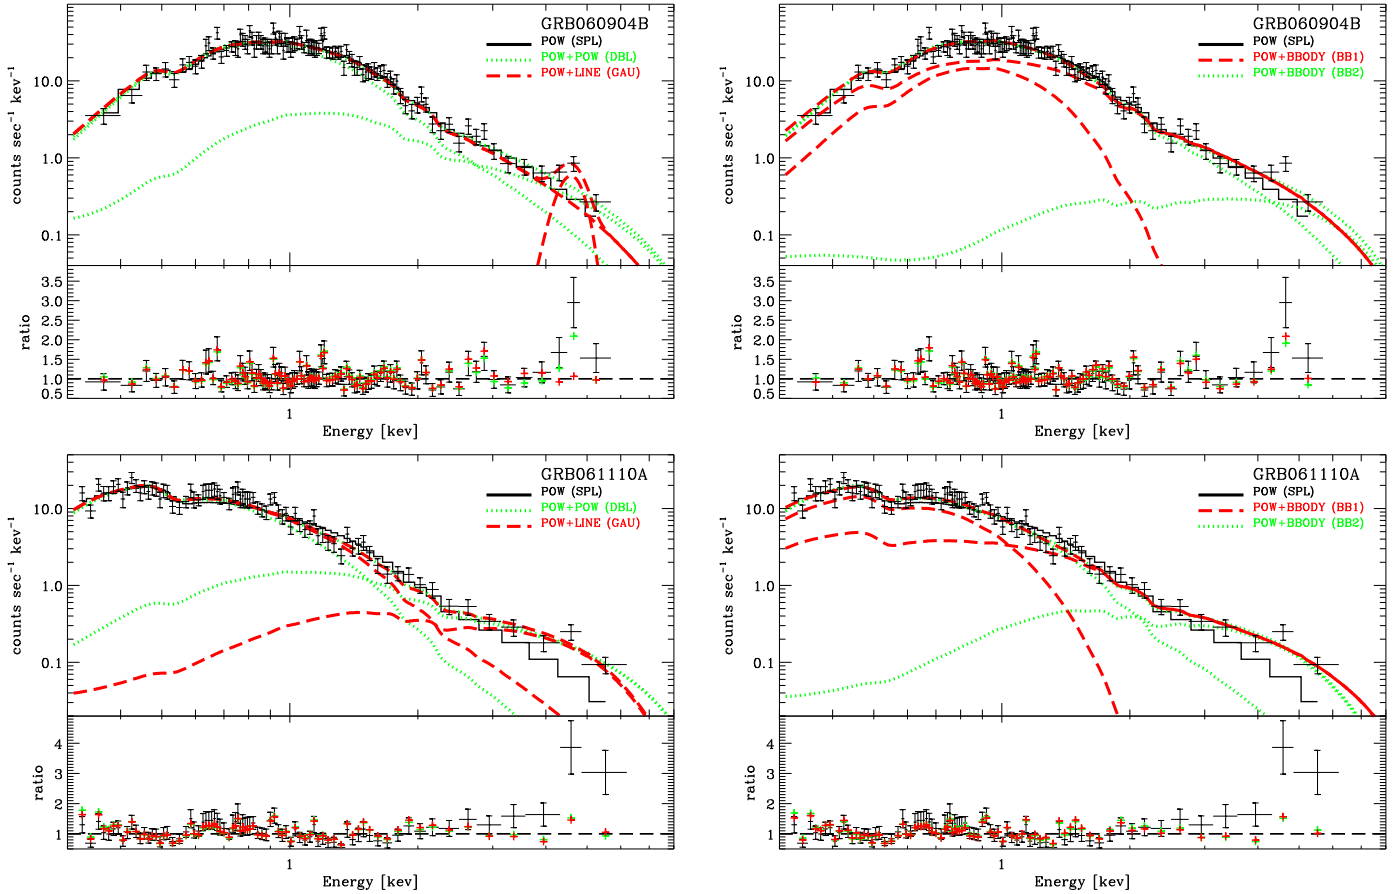 GRB060904B
POW (SPL)
POW+POW (DBL)
POW+LINE (GAU)
counts sec⁻¹ kev⁻¹
10.0
1.0
0.1
ratio
3.5
3.0
2.5
2.0
1.5
1.0
0.5
1
Energy [kev]
GRB060904B
POW (SPL)
POW+BBODY (BB1)
POW+BBODY (BB2)
counts sec⁻¹ kev⁻¹
10.0
1.0
0.1
ratio
3.5
3.0
2.5
2.0
1.5
1.0
0.5
1
Energy [kev]
GRB061110A
POW (SPL)
POW+POW (DBL)
POW+LINE (GAU)
counts sec⁻¹ kev⁻¹
10.0
1.0
0.1
ratio
4
3
2
1
1
Energy [kev]
GRB061110A
POW (SPL)
POW+BBODY (BB1)
POW+BBODY (BB2)
counts sec⁻¹ kev⁻¹
10.0
1.0
0.1
ratio
4
3
2
1
1
Energy [kev]